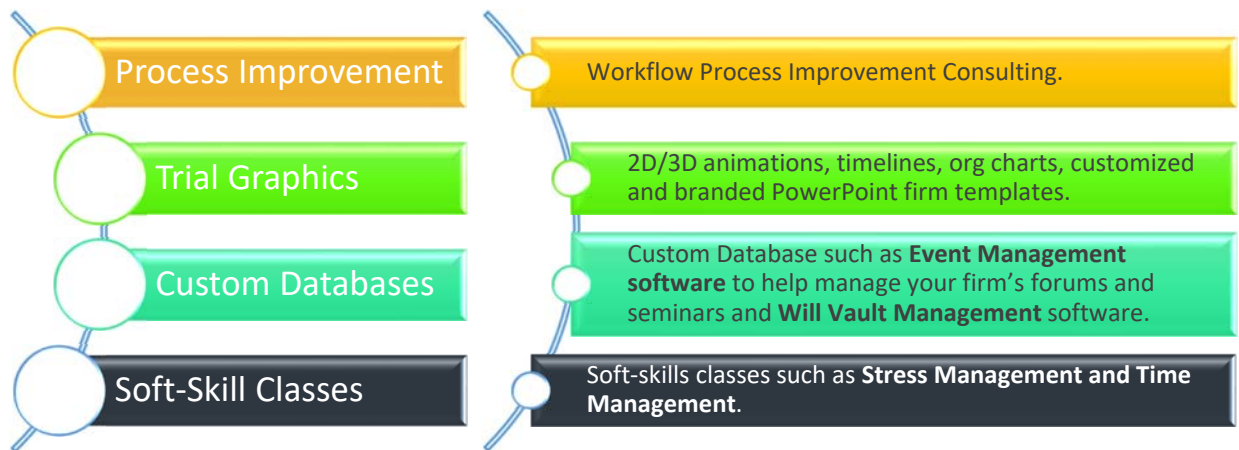 Process Improvement
Workflow Process Improvement Consulting.
Trial Graphics
2D/3D animations, timelines, org charts, customized
and branded PowerPoint firm templates.
Custom Databases
Custom Database such as Event Management
software to help manage your firm’s forums and
seminars and Will Vault Management software.
Soft-Skill Classes
Soft-skills classes such as Stress Management and Time
Management.